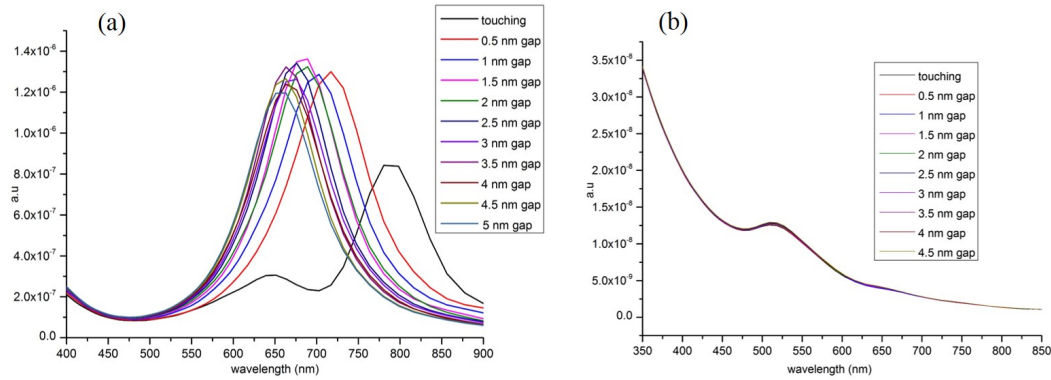 (a)
touching
0.5 nm gap
1 nm gap
1.5 nm gap
2 nm gap
2.5 nm gap
3 nm gap
3.5 nm gap
4 nm gap
4.5 nm gap
5 nm gap
1.4x10⁻⁶
1.2x10⁻⁶
1.0x10⁻⁶
8.0x10⁻⁷
6.0x10⁻⁷
4.0x10⁻⁷
2.0x10⁻⁷
0.0
a.u
400 450 500 550 600 650 700 750 800 850 900
wavelength (nm)
(b)
touching
0.5 nm gap
1 nm gap
1.5 nm gap
2 nm gap
2.5 nm gap
3 nm gap
3.5 nm gap
4 nm gap
4.5 nm gap
3.5x10⁻⁸
3.0x10⁻⁸
2.5x10⁻⁸
2.0x10⁻⁸
1.5x10⁻⁸
1.0x10⁻⁸
5.0x10⁻⁹
0.0
a.u
350 400 450 500 550 600 650 700 750 800 850
wavelength (nm)